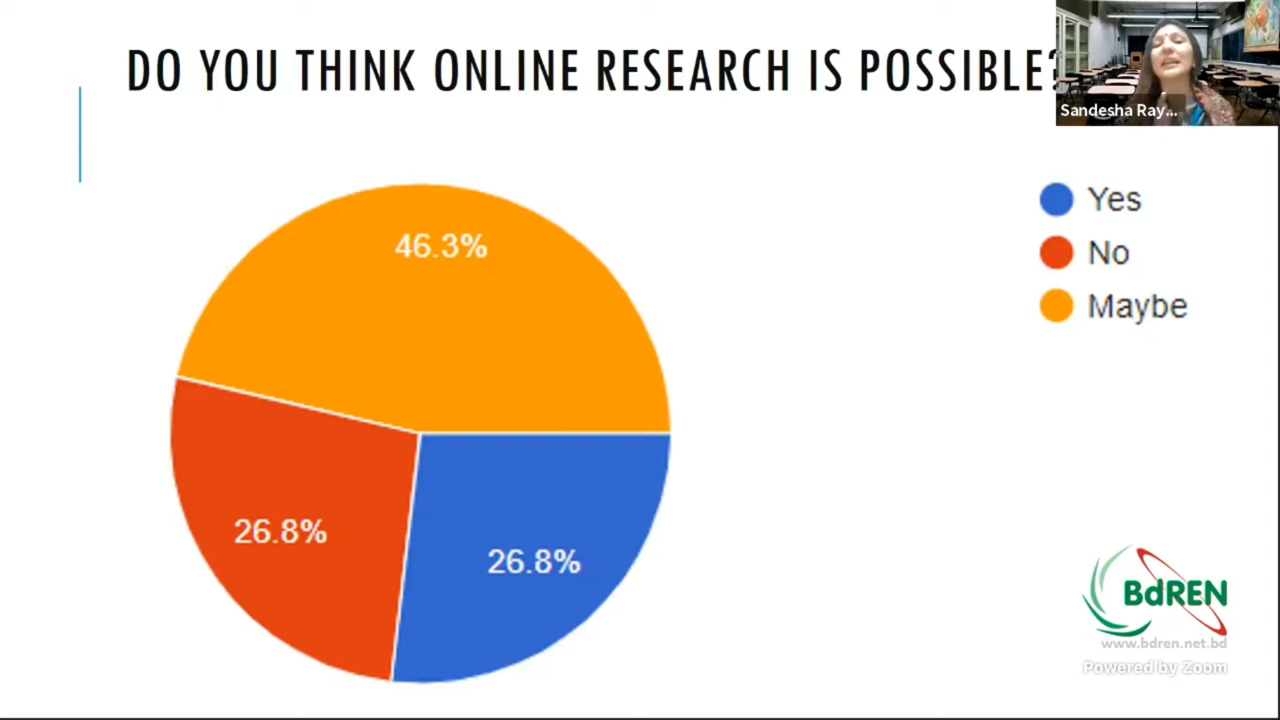 DO YOU THINK ONLINE RESEARCH IS POSSIBLE?
Sandesha Ray...
Yes
No
Maybe
46.3%
26.8%
26.8%
BdREN
www.bdren.net.bd
Powered by Zoom